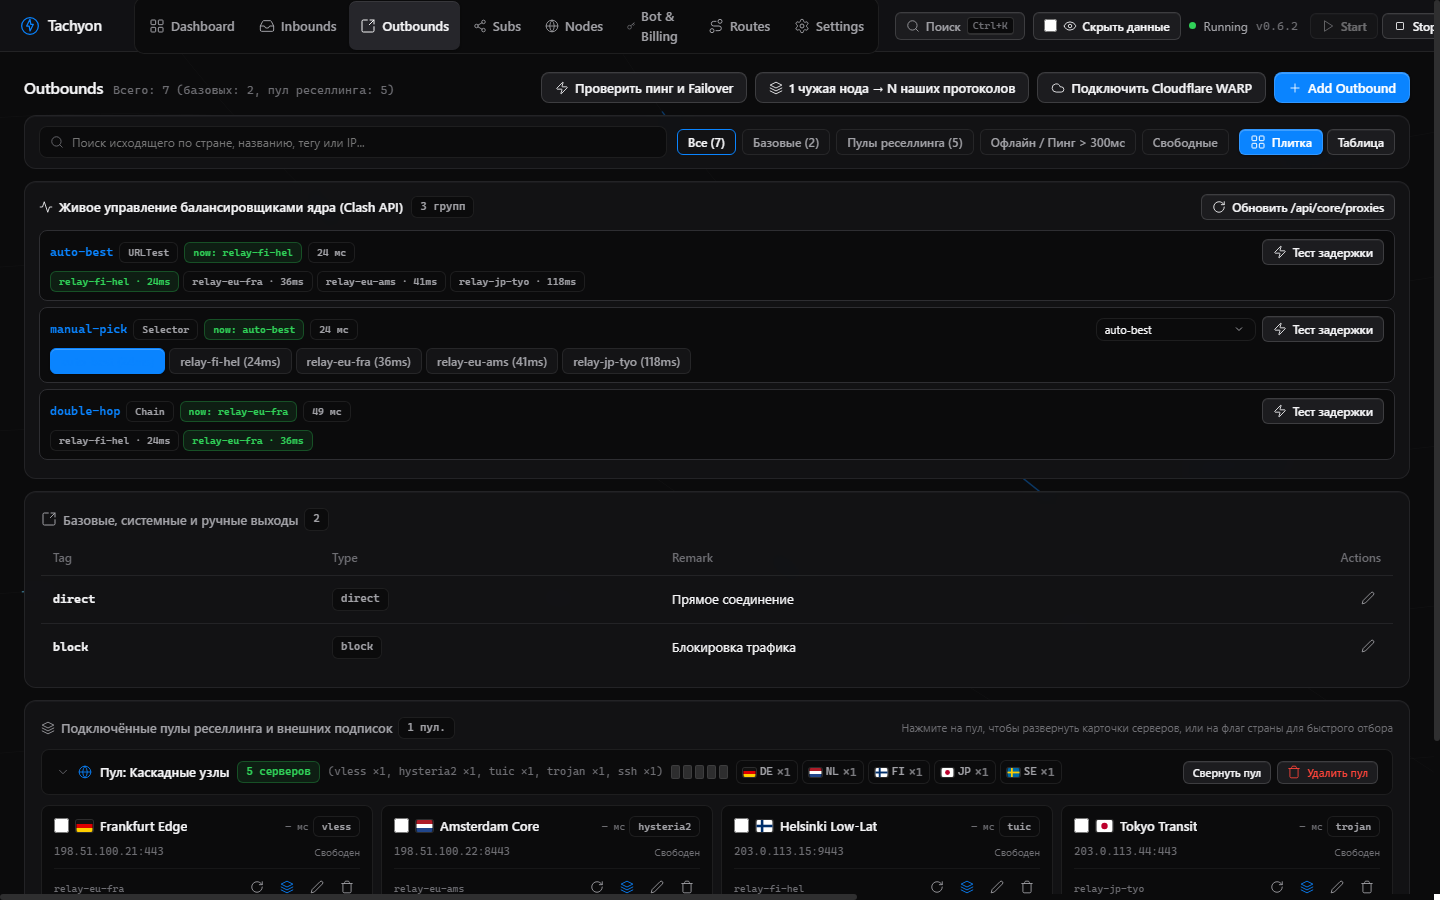 Tachyon
Dashboard
Inbounds
Outbounds
Subs
Nodes
Bot &
Billing
Routes
Settings
Поиск Ctrl+K
Скрыть данные
Running v0.6.2
Start
Stop
Outbounds Всего: 7 (базовых: 2, пул реселлинга: 5)
Проверить пинг и Failover
1 чужая нода → N наших протоколов
Подключить Cloudflare WARP
+ Add Outbound
Поиск исходящего по стране, названию, тегу или IP...
Все (7)
Базовые (2)
Пулы реселлинга (5)
Офлайн / Пинг > 300мс
Свободные
Плитка
Таблица
Живое управление балансировщиками ядра (Clash API) 3 групп
Обновить /api/core/proxies
auto-best URLTest now: relay-fi-hel 24 мс
Тест задержки
relay-fi-hel · 24ms relay-eu-fra · 36ms relay-eu-ams · 41ms relay-jp-tyo · 118ms
manual-pick Selector now: auto-best 24 мс
auto-best
Тест задержки
relay-fi-hel (24ms) relay-eu-fra (36ms) relay-eu-ams (41ms) relay-jp-tyo (118ms)
double-hop Chain now: relay-eu-fra 49 мс
Тест задержки
relay-fi-hel · 24ms relay-eu-fra · 36ms
Базовые, системные и ручные выходы 2
Tag Type Remark Actions
direct direct Прямое соединение
block block Блокировка трафика
Подключённые пулы реселлинга и внешних подписок 1 пул.
Нажмите на пул, чтобы развернуть карточки серверов, или на флаг страны для быстрого отбора
Пул: Каскадные узлы 5 серверов (vless ×1, hysteria2 ×1, tuic ×1, trojan ×1, ssh ×1) DE ×1 NL ×1 FI ×1 JP ×1 SE ×1
Свернуть пул
Удалить пул
Frankfurt Edge — мс vless
198.51.100.21:443 Свободен
relay-eu-fra
Amsterdam Core — мс hysteria2
198.51.100.22:8443 Свободен
relay-eu-ams
Helsinki Low-Lat — мс tuic
203.0.113.15:9443 Свободен
relay-fi-hel
Tokyo Transit — мс trojan
203.0.113.44:443 Свободен
relay-jp-tyo